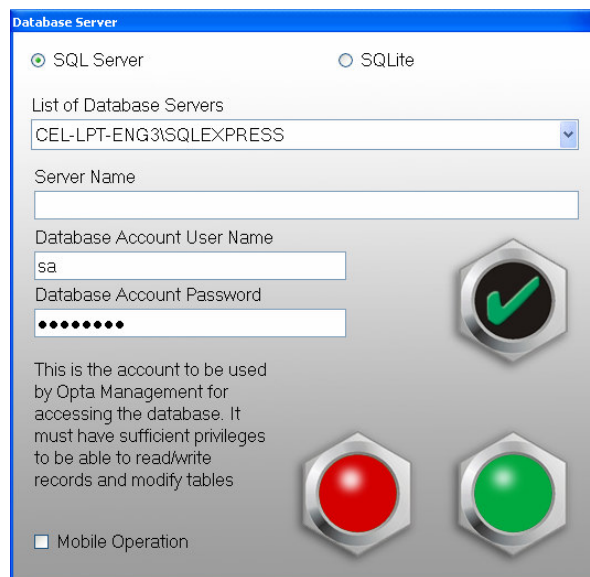 Database Server
SQL Server
SQLite
List of Database Servers
CEL-LPT-ENG3\SQLEXPRESS
Server Name
Database Account User Name
sa
Database Account Password
●●●●●●●●
This is the account to be used
by Opta Management for
accessing the database. It
must have sufficient privileges
to be able to read/write
records and modify tables
Mobile Operation